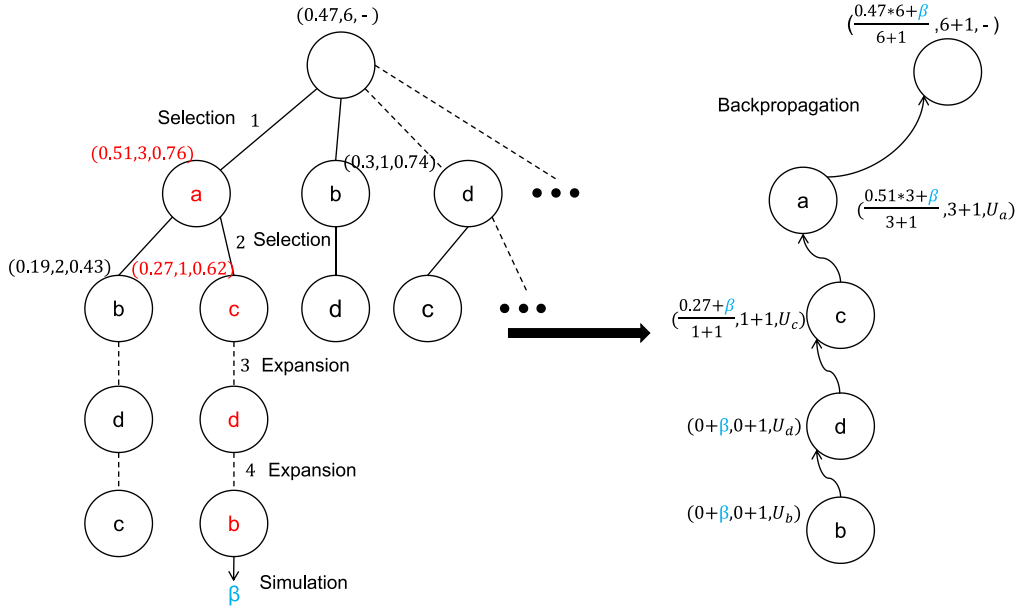 (0.47,6, -)
Selection 1
(0.51,3,0.76)
a
b
(0.3,1,0.74)
d
•••
2 Selection
(0.19,2,0.43)
(0.27,1,0.62)
b
c
d
c
•••
3 Expansion
d
d
4 Expansion
c
b
Simulation
β
(0.47*6+β/6+1 ,6+1, -)
Backpropagation
a
(0.51*3+β/3+1 ,3+1,U_a)
(0.27+β/1+1 ,1+1,U_c)
c
(0+β,0+1,U_d)
d
(0+β,0+1,U_b)
b